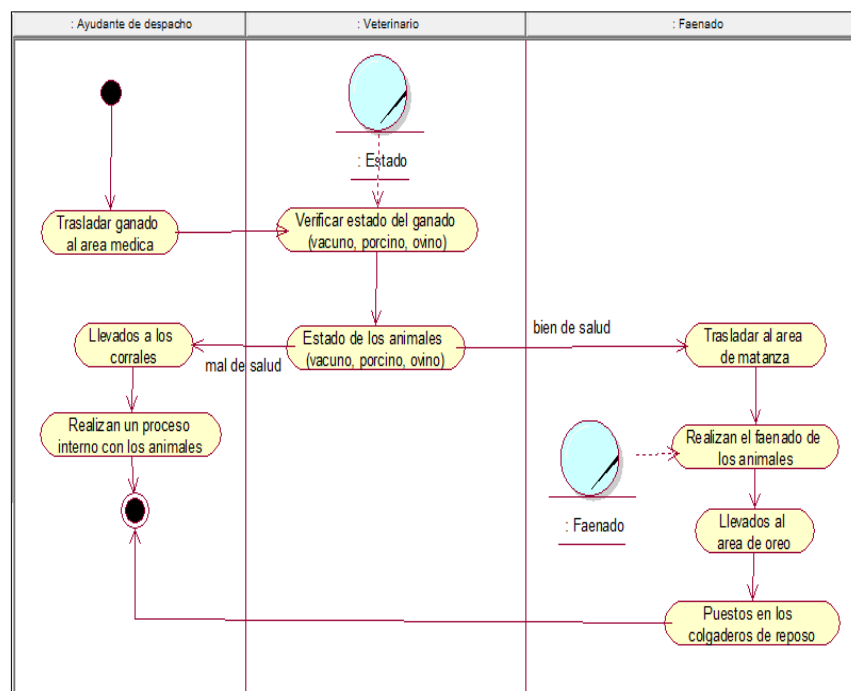 : Ayudante de despacho
: Veterinario
: Faenado
: Estado
Trasladar ganado
al area medica
Verificar estado del ganado
(vacuno, porcino, ovino)
Llevados a los
corrales
mal de salud
Estado de los animales
(vacuno, porcino, ovino)
bien de salud
Trasladar al area
de matanza
Realizan un proceso
interno con los animales
: Faenado
Realizan el faenado de
los animales
Llevados al
area de oreo
Puestos en los
colgaderos de reposo